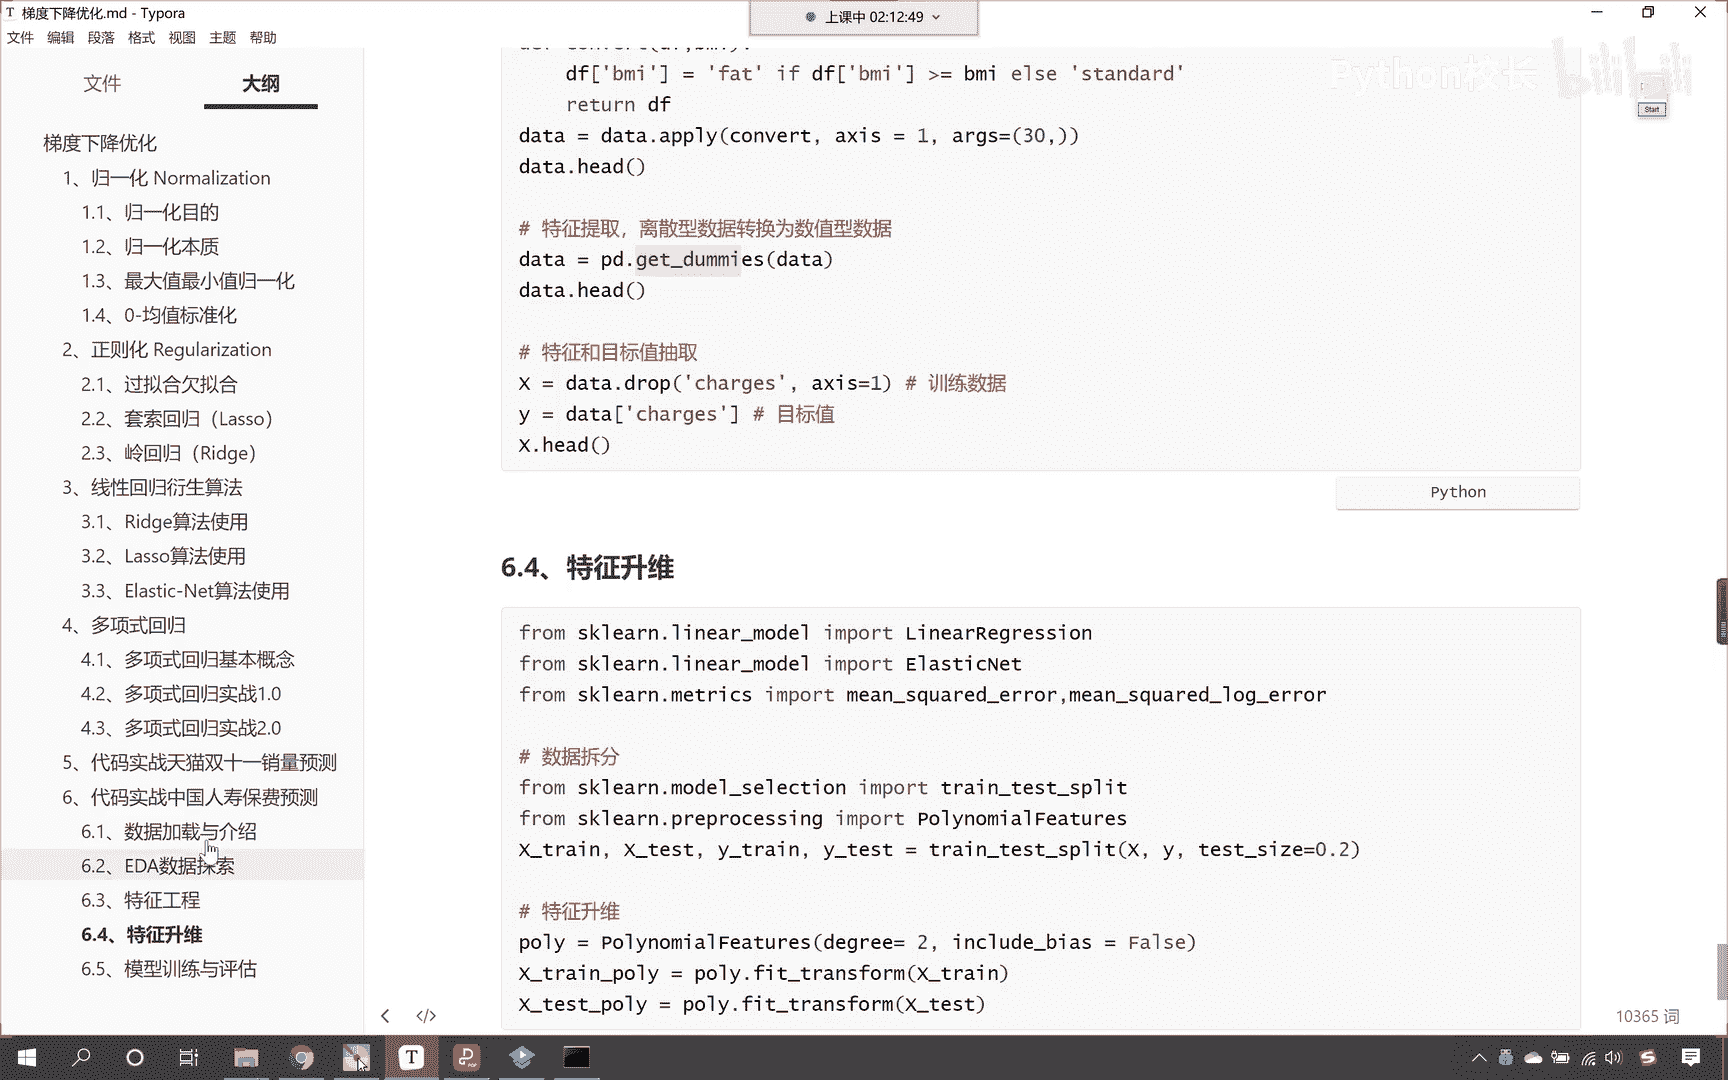 梯度下降优化.md - Typora
上课中 02:12:49
文件 编辑 段落 格式 视图 主题 帮助
Python校长 bilibili
Start
文件 大纲
梯度下降优化
1、归一化 Normalization
1.1、归一化目的
1.2、归一化本质
1.3、最大值最小值归一化
1.4、0-均值标准化
2、正则化 Regularization
2.1、过拟合欠拟合
2.2、套索回归（Lasso）
2.3、岭回归（Ridge）
3、线性回归衍生算法
3.1、Ridge算法使用
3.2、Lasso算法使用
3.3、Elastic-Net算法使用
4、多项式回归
4.1、多项式回归基本概念
4.2、多项式回归实战1.0
4.3、多项式回归实战2.0
5、代码实战天猫双十一销量预测
6、代码实战中国人寿保费预测
6.1、数据加载与介绍
6.2、EDA数据探索
6.3、特征工程
6.4、特征升维
6.5、模型训练与评估
df['bmi'] = 'fat' if df['bmi'] >= bmi else 'standard'
return df
data = data.apply(convert, axis = 1, args=(30,))
data.head()
# 特征提取，离散型数据转换为数值型数据
data = pd.get_dummies(data)
data.head()
# 特征和目标值抽取
X = data.drop('charges', axis=1) # 训练数据
y = data['charges'] # 目标值
X.head()
Python
6.4、特征升维
from sklearn.linear_model import LinearRegression
from sklearn.linear_model import ElasticNet
from sklearn.metrics import mean_squared_error,mean_squared_log_error
# 数据拆分
from sklearn.model_selection import train_test_split
from sklearn.preprocessing import PolynomialFeatures
X_train, X_test, y_train, y_test = train_test_split(X, y, test_size=0.2)
# 特征升维
poly = PolynomialFeatures(degree= 2, include_bias = False)
X_train_poly = poly.fit_transform(X_train)
X_test_poly = poly.fit_transform(X_test)
10365 词